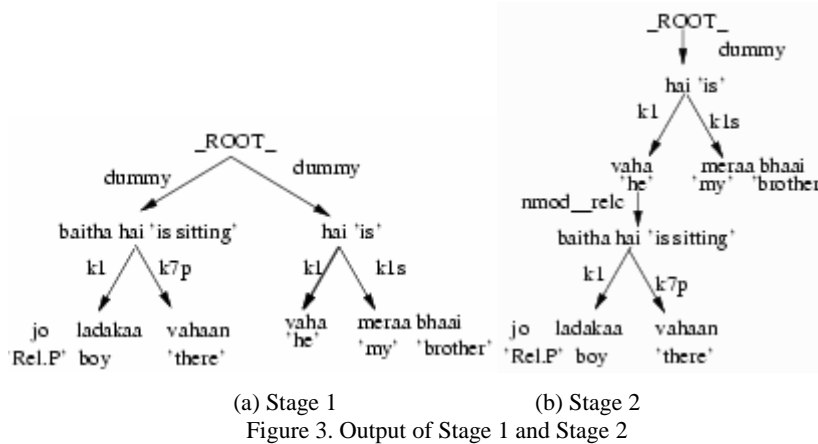 _ROOT_
dummy
dummy
baitha hai 'is sitting'
hai 'is'
k1
k7p
k1
k1s
jo ladakaa
vahaan
vaha
meraa bhaai
'Rel.P' boy
'there'
'he'
'my' 'brother'
(a) Stage 1
_ROOT_
dummy
hai 'is'
k1
k1s
vaha
meraa bhaai
'he'
'my' 'brother
nmod__relc
baitha hai 'is sitting'
k1
k7p
jo ladakaa
vahaan
'Rel.P' boy
'there'
(b) Stage 2
Figure 3. Output of Stage 1 and Stage 2